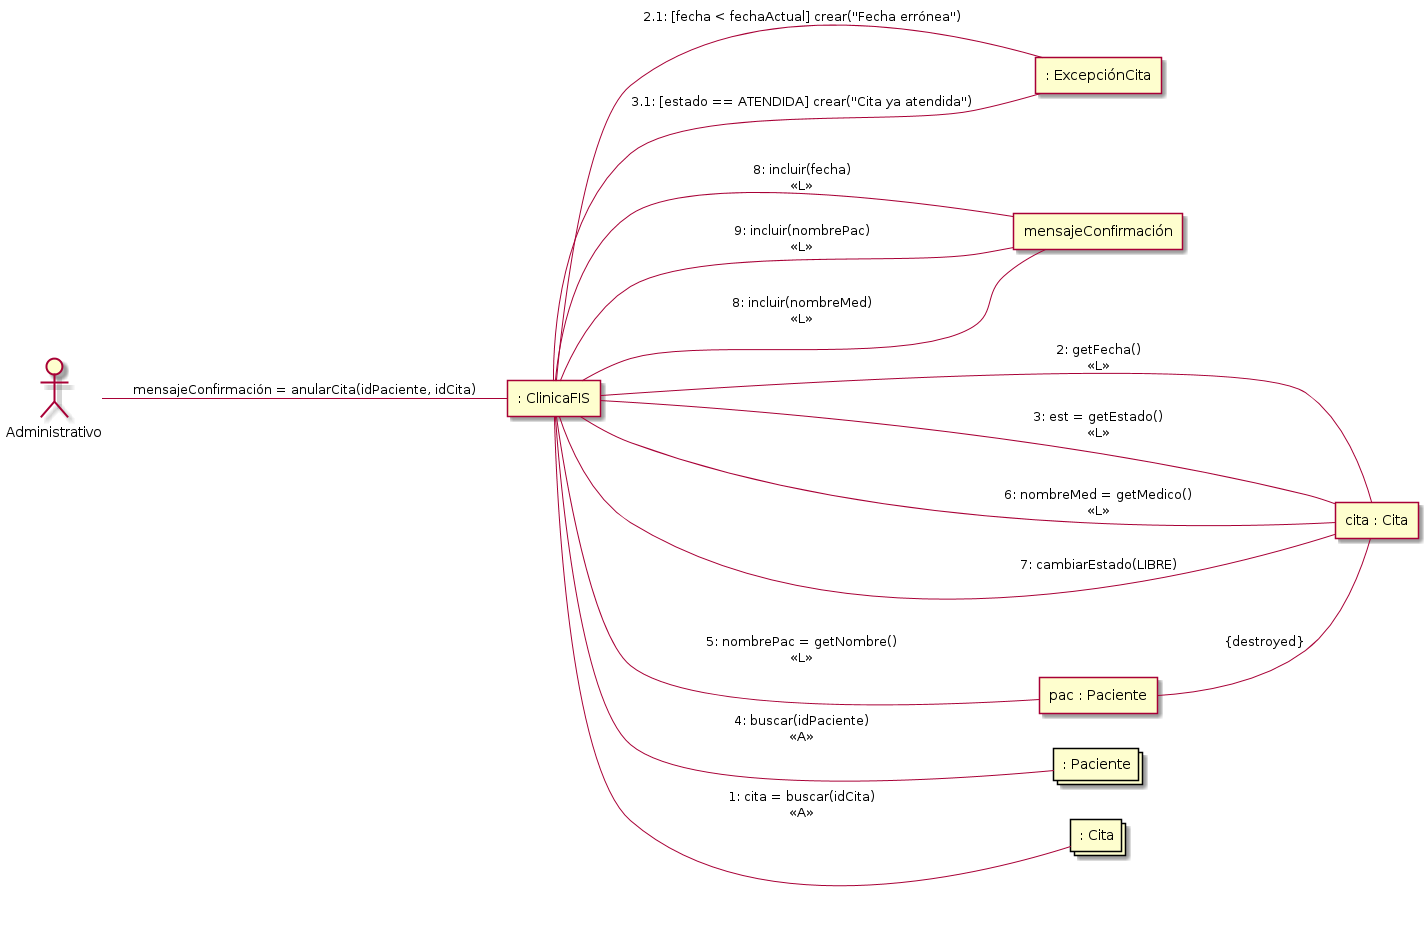 2.1: [fecha < fechaActual] crear("Fecha errónea")
: ExcepciónCita
3.1: [estado == ATENDIDA] crear("Cita ya atendida")
8: incluir(fecha)
«L»
mensajeConfirmación
9: incluir(nombrePac)
«L»
8: incluir(nombreMed)
«L»
2: getFecha()
«L»
mensajeConfirmación = anularCita(idPaciente, idCita)
: ClinicaFIS
Administrativo
3: est = getEstado()
«L»
6: nombreMed = getMedico()
«L»
cita : Cita
7: cambiarEstado(LIBRE)
5: nombrePac = getNombre()
«L»
{destroyed}
pac : Paciente
4: buscar(idPaciente)
«A»
: Paciente
1: cita = buscar(idCita)
«A»
: Cita